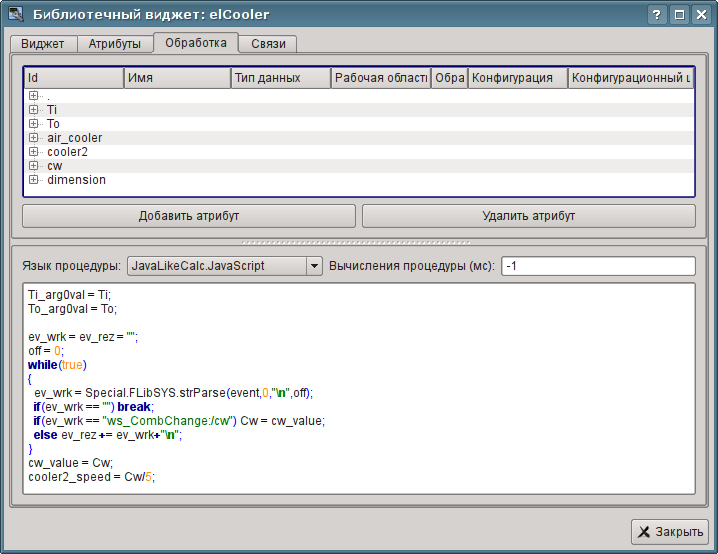 Библиотечный виджет: elCooler
Виджет Атрибуты Обработка Связи
Id Имя Тип данных Рабочая област Обра Конфигурация Конфигурационный ш
.
Ti
To
air_cooler
cooler2
cw
dimension
Добавить атрибут Удалить атрибут
Язык процедуры: JavaLikeCalc.JavaScript Вычисления процедуры (мс): -1
Ti_arg0val = Ti;
To_arg0val = To;
ev_wrk = ev_rez = "";
off = 0;
while(true)
{
ev_wrk = Special.FLibSYS.strParse(event,0,"\n",off);
if(ev_wrk == "") break;
if(ev_wrk == "ws_CombChange:/cw") Cw = cw_value;
else ev_rez += ev_wrk+"\n";
}
cw_value = Cw;
cooler2_speed = Cw/5;
Закрыть